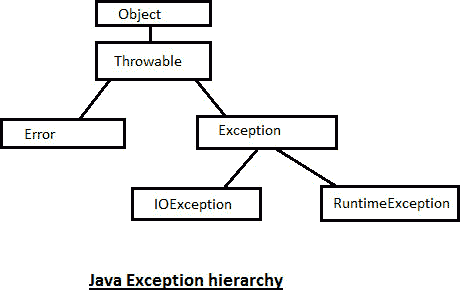 Object
Throwable
Error
Exception
IOException
RuntimeException
Java Exception hierarchy